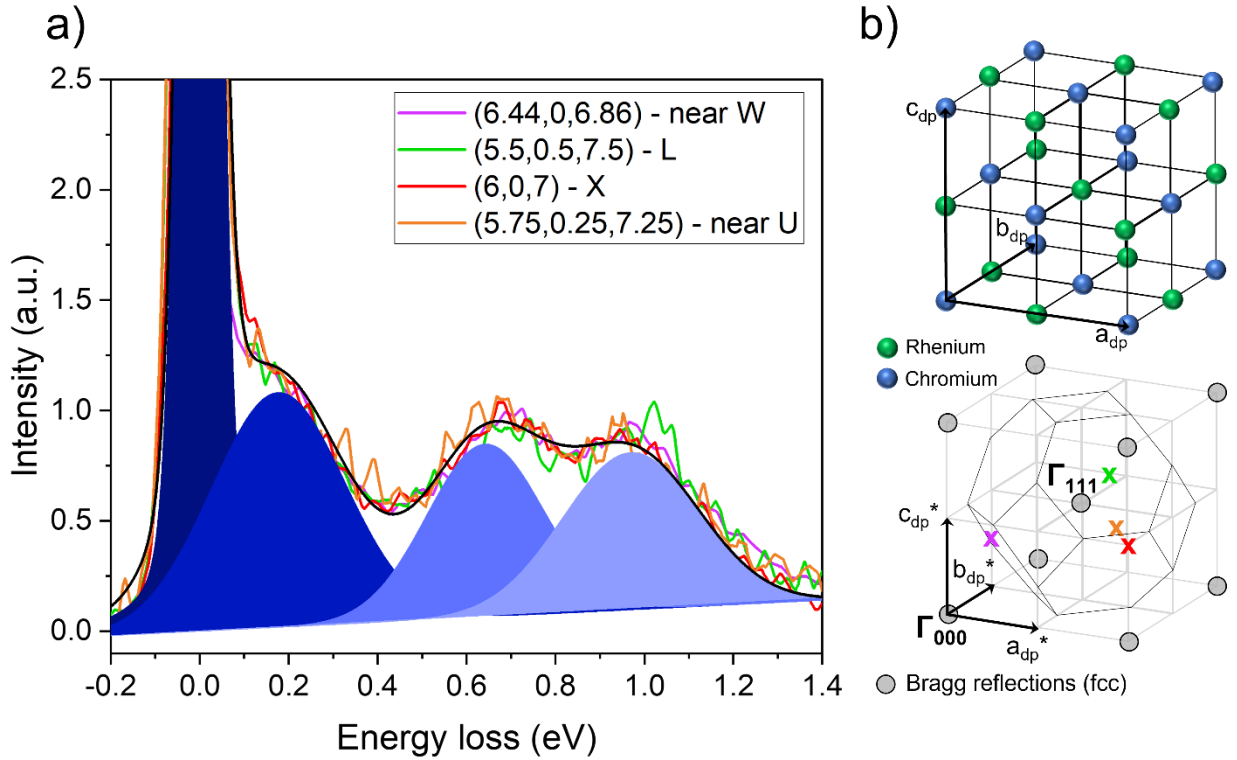 a)
2.5
2.0
1.5
1.0
0.5
0.0
-0.2 0.0 0.2 0.4 0.6 0.8 1.0 1.2 1.4
Intensity (a.u.)
Energy loss (eV)
(6.44,0,6.86) - near W
(5.5,0.5,7.5) - L
(6,0,7) - X
(5.75,0.25,7.25) - near U
b)
c_dp
b_dp
a_dp
Rhenium
Chromium
Γ111
x
c_dp*
x
x
x
b_dp*
Γ000
a_dp*
Bragg reflections (fcc)